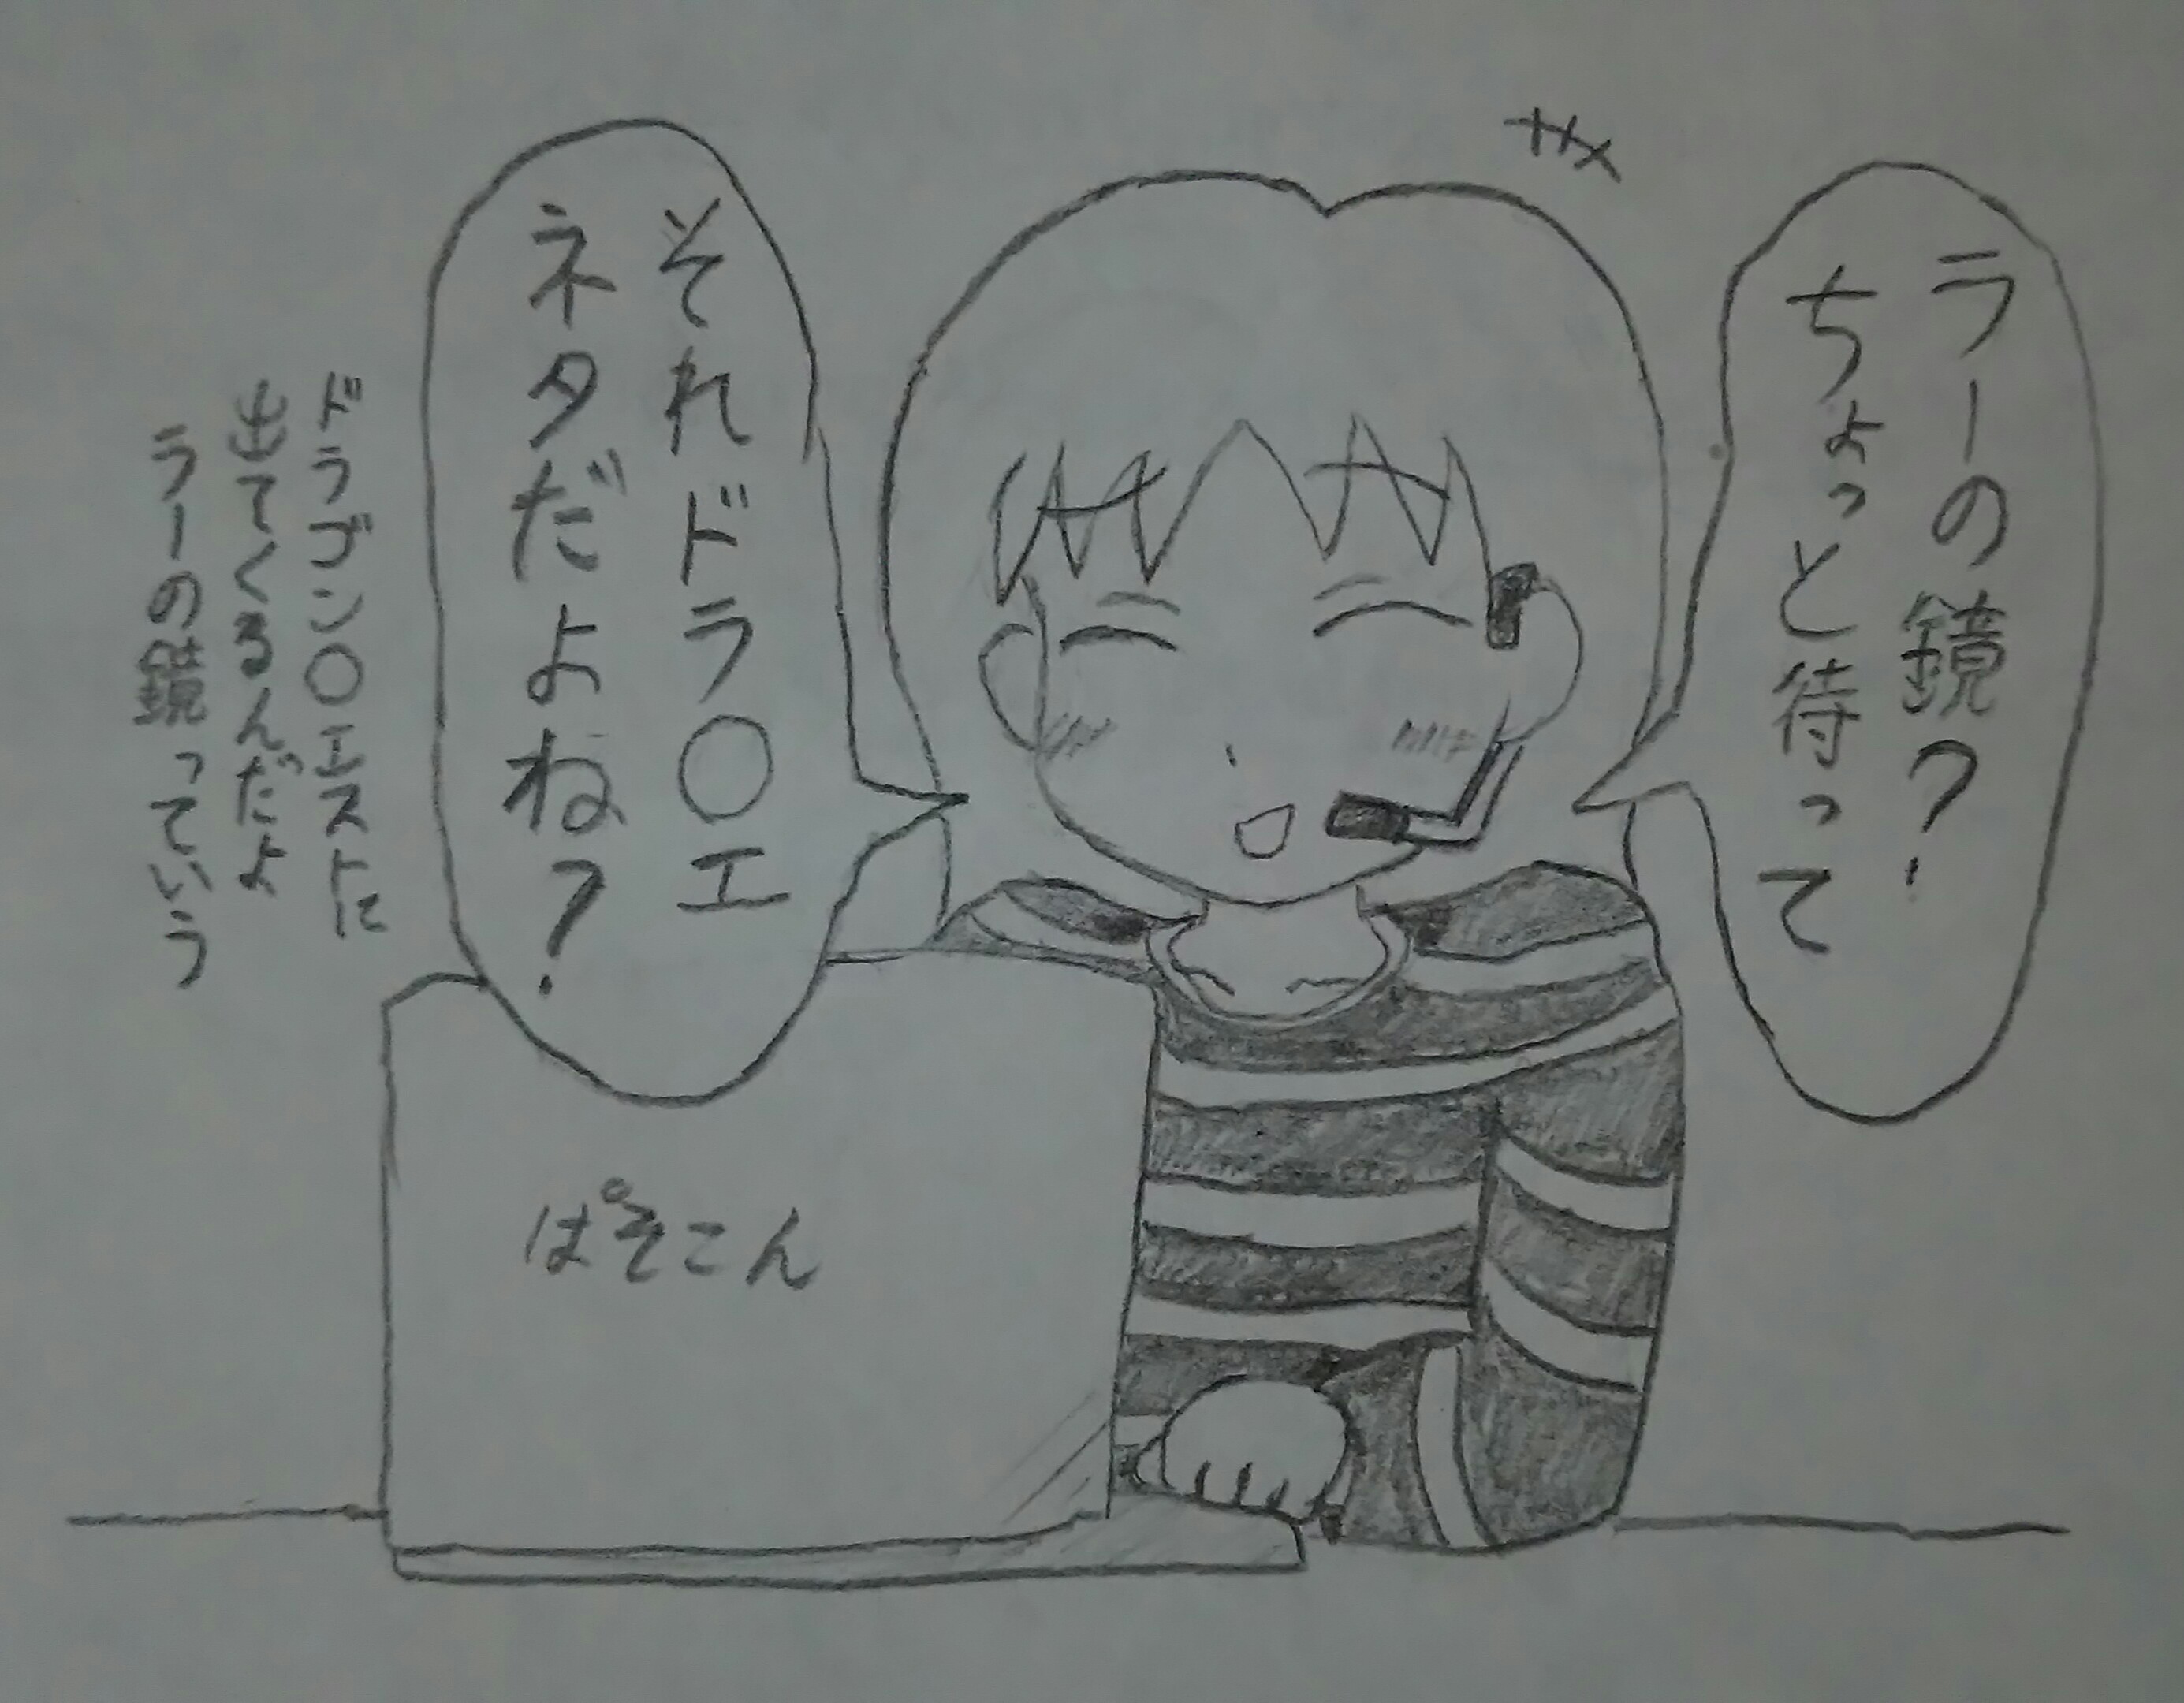 ラーの鏡?
ちょっと待って
それドラ〇エ
ネタだよね?
ドラゴン〇エストに
出てくるんだよ
ラーの鏡っていう
ぱそこん